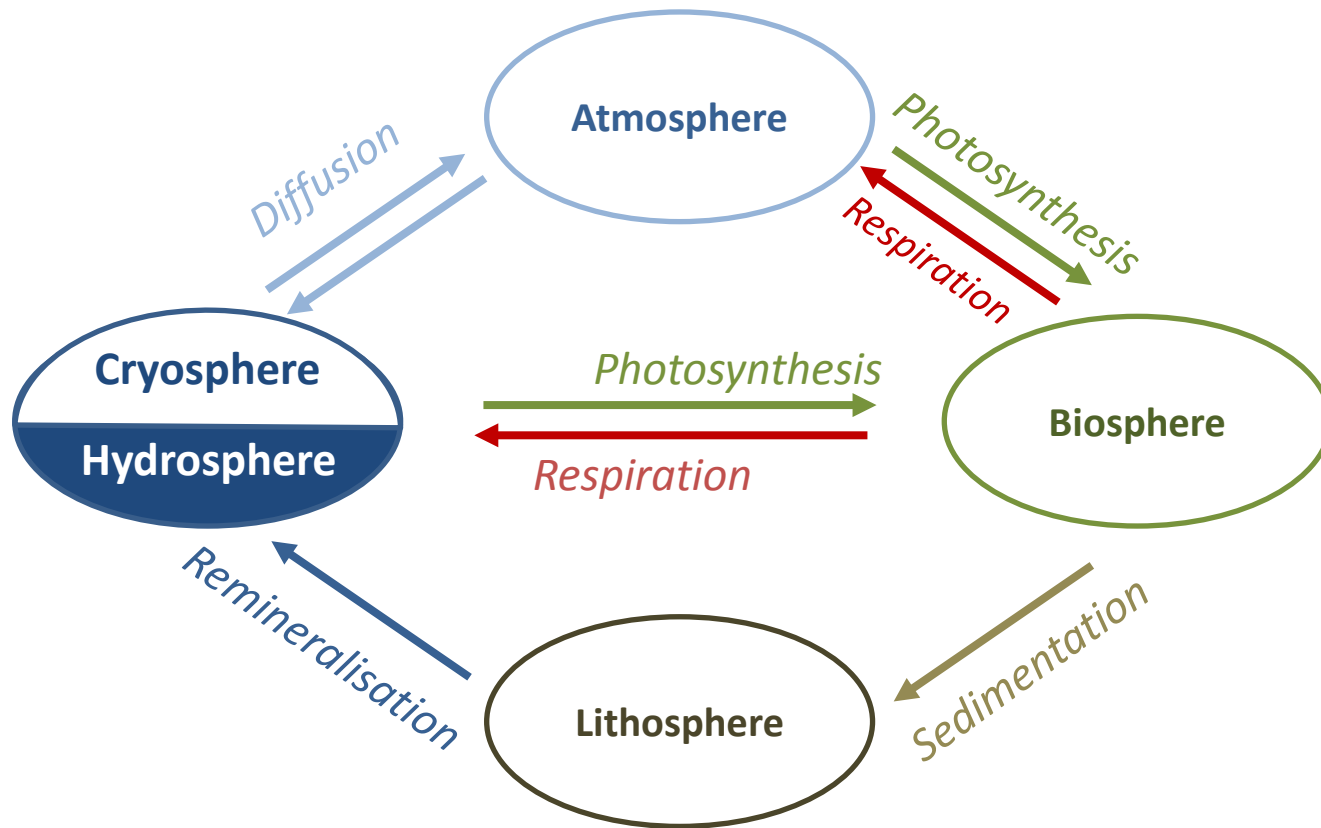 Atmosphere
Diffusion
Photosynthesis
Respiration
Cryosphere
Hydrosphere
Photosynthesis
Respiration
Biosphere
Remineralisation
Lithosphere
Sedimentation